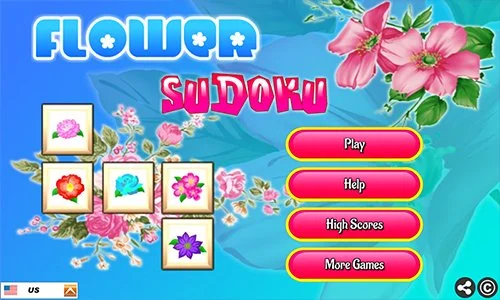 FLOWER
SUDOKU
Play
Help
High Scores
More Games
US
©